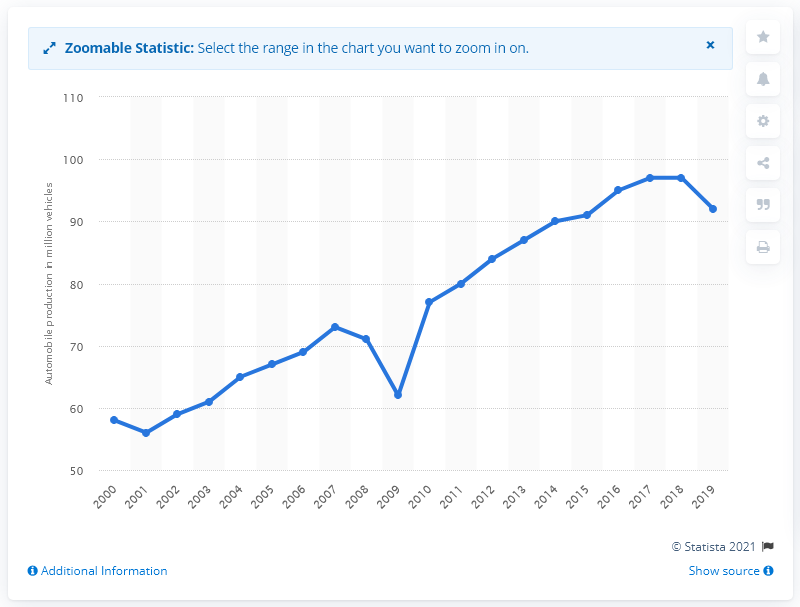 Zoomable Statistic: Select the range in the chart you want to zoom in on.
110
100
90
80
70
60
50
Automobile production in million vehicles
2000 2001 2002 2003 2004 2005 2006 2007 2008 2009 2010 2011 2012 2013 2014 2015 2016 2017 2018 2019
© Statista 2021
Additional Information
Show source